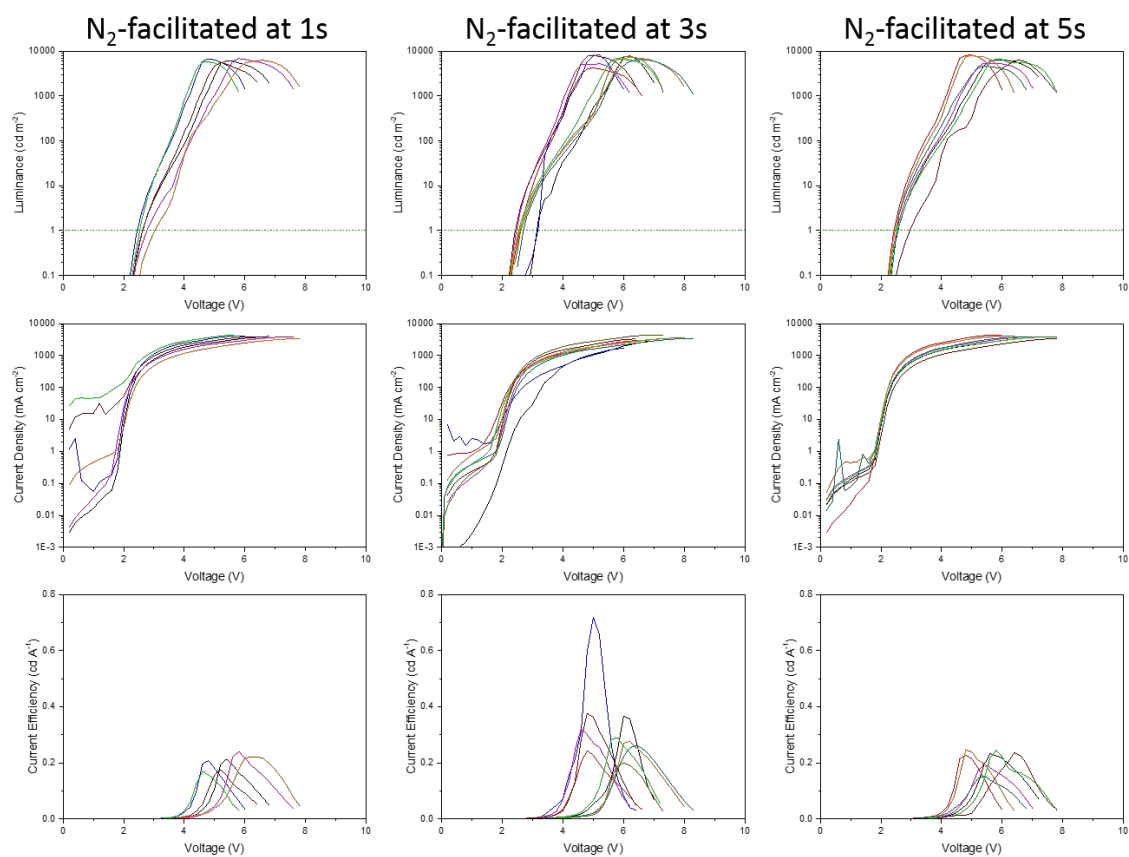 N₂-facilitated at 1s
N₂-facilitated at 3s
N₂-facilitated at 5s
Luminance (cd m⁻²)
10000
1000
100
10
1
0.1
0 2 4 6 8 10
Voltage (V)
Luminance (cd m⁻²)
10000
1000
100
10
1
0.1
0 2 4 6 8 10
Voltage (V)
Luminance (cd m⁻²)
10000
1000
100
10
1
0.1
0 2 4 6 8 10
Voltage (V)
Current Density (mA cm⁻²)
10000
1000
100
10
1
0.1
0.01
1E-3
0 2 4 6 8 10
Voltage (V)
Current Density (mA cm⁻²)
10000
1000
100
10
1
0.1
0.01
1E-3
0 2 4 6 8 10
Voltage (V)
Current Density (mA cm⁻²)
10000
1000
100
10
1
0.1
0.01
1E-3
0 2 4 6 8 10
Voltage (V)
Current Efficiency (cd A⁻¹)
0.8
0.6
0.4
0.2
0.0
0 2 4 6 8 10
Voltage (V)
Current Efficiency (cd A⁻¹)
0.8
0.6
0.4
0.2
0.0
0 2 4 6 8 10
Voltage (V)
Current Efficiency (cd A⁻¹)
0.8
0.6
0.4
0.2
0.0
0 2 4 6 8 10
Voltage (V)